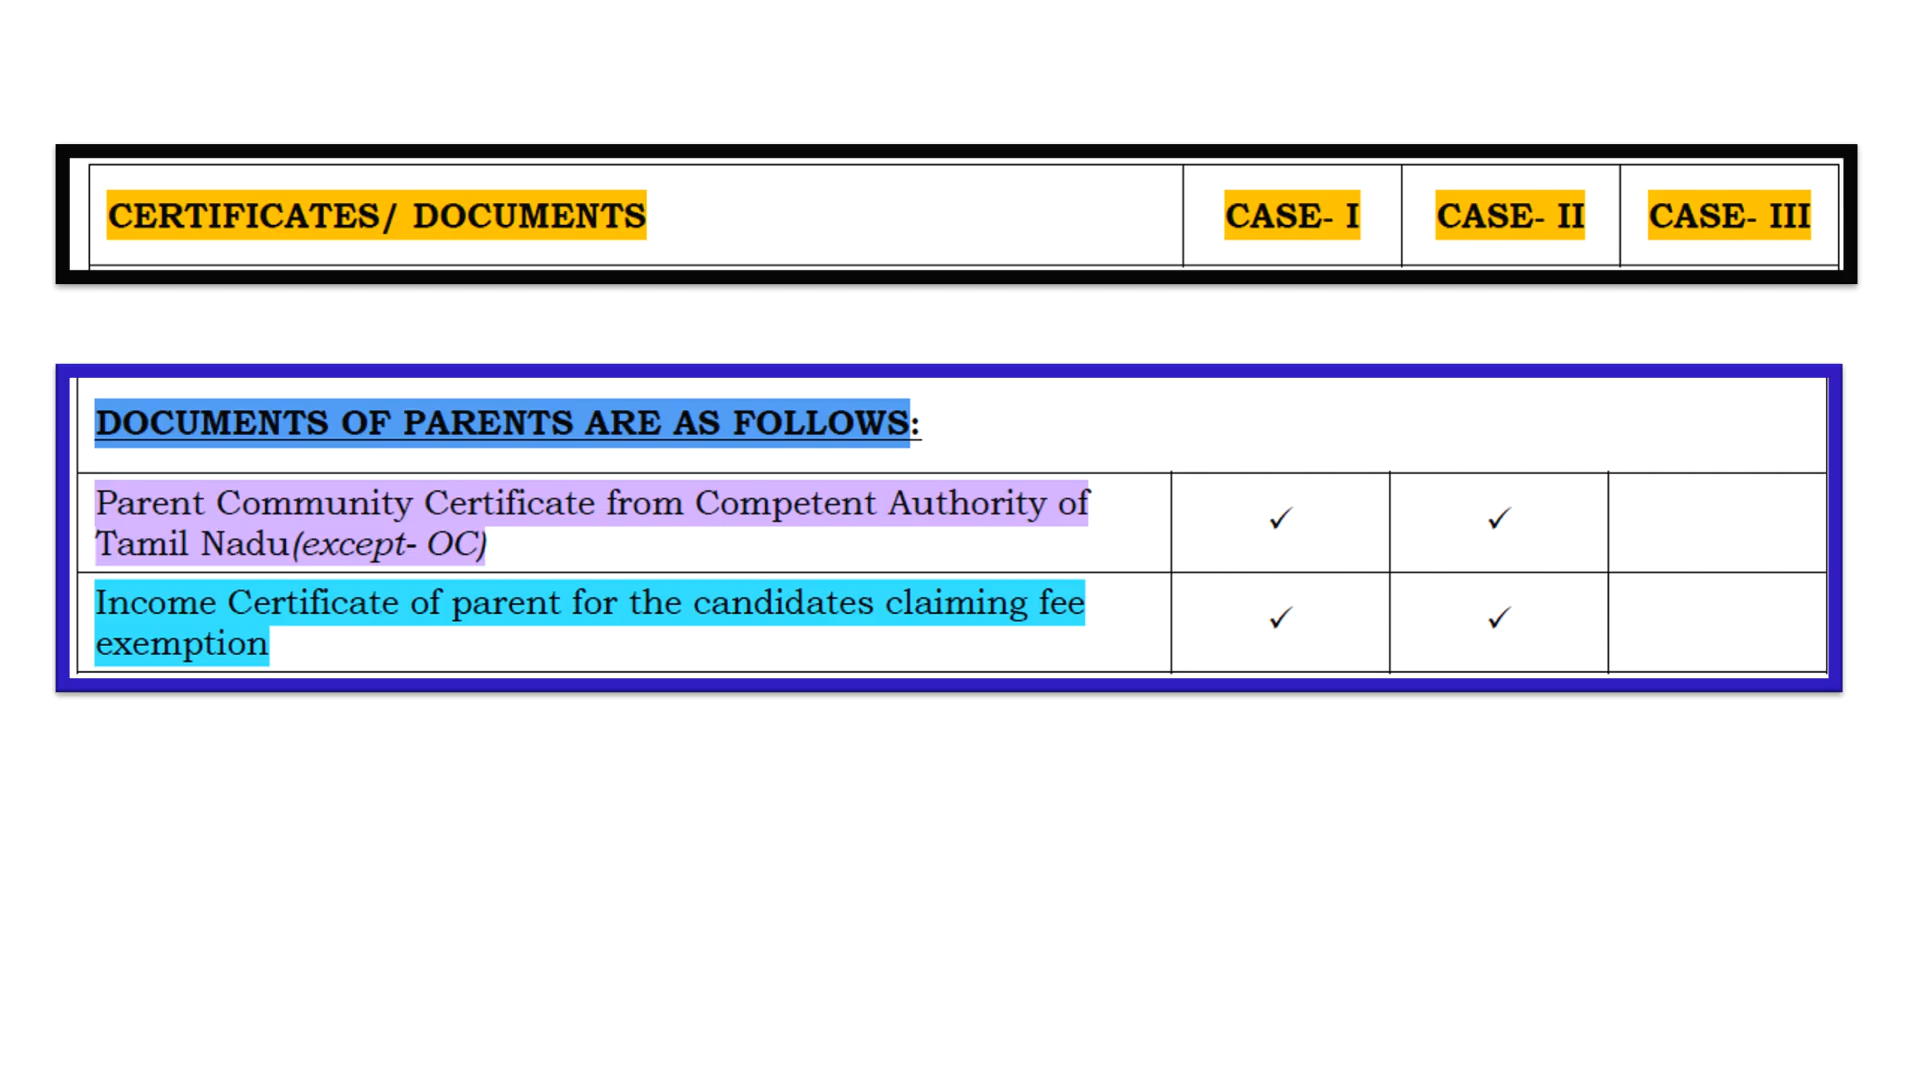 CERTIFICATES/ DOCUMENTS CASE- I CASE- II CASE- III
DOCUMENTS OF PARENTS ARE AS FOLLOWS:
Parent Community Certificate from Competent Authority of
Tamil Nadu(except- OC) ✓ ✓
Income Certificate of parent for the candidates claiming fee
exemption ✓ ✓